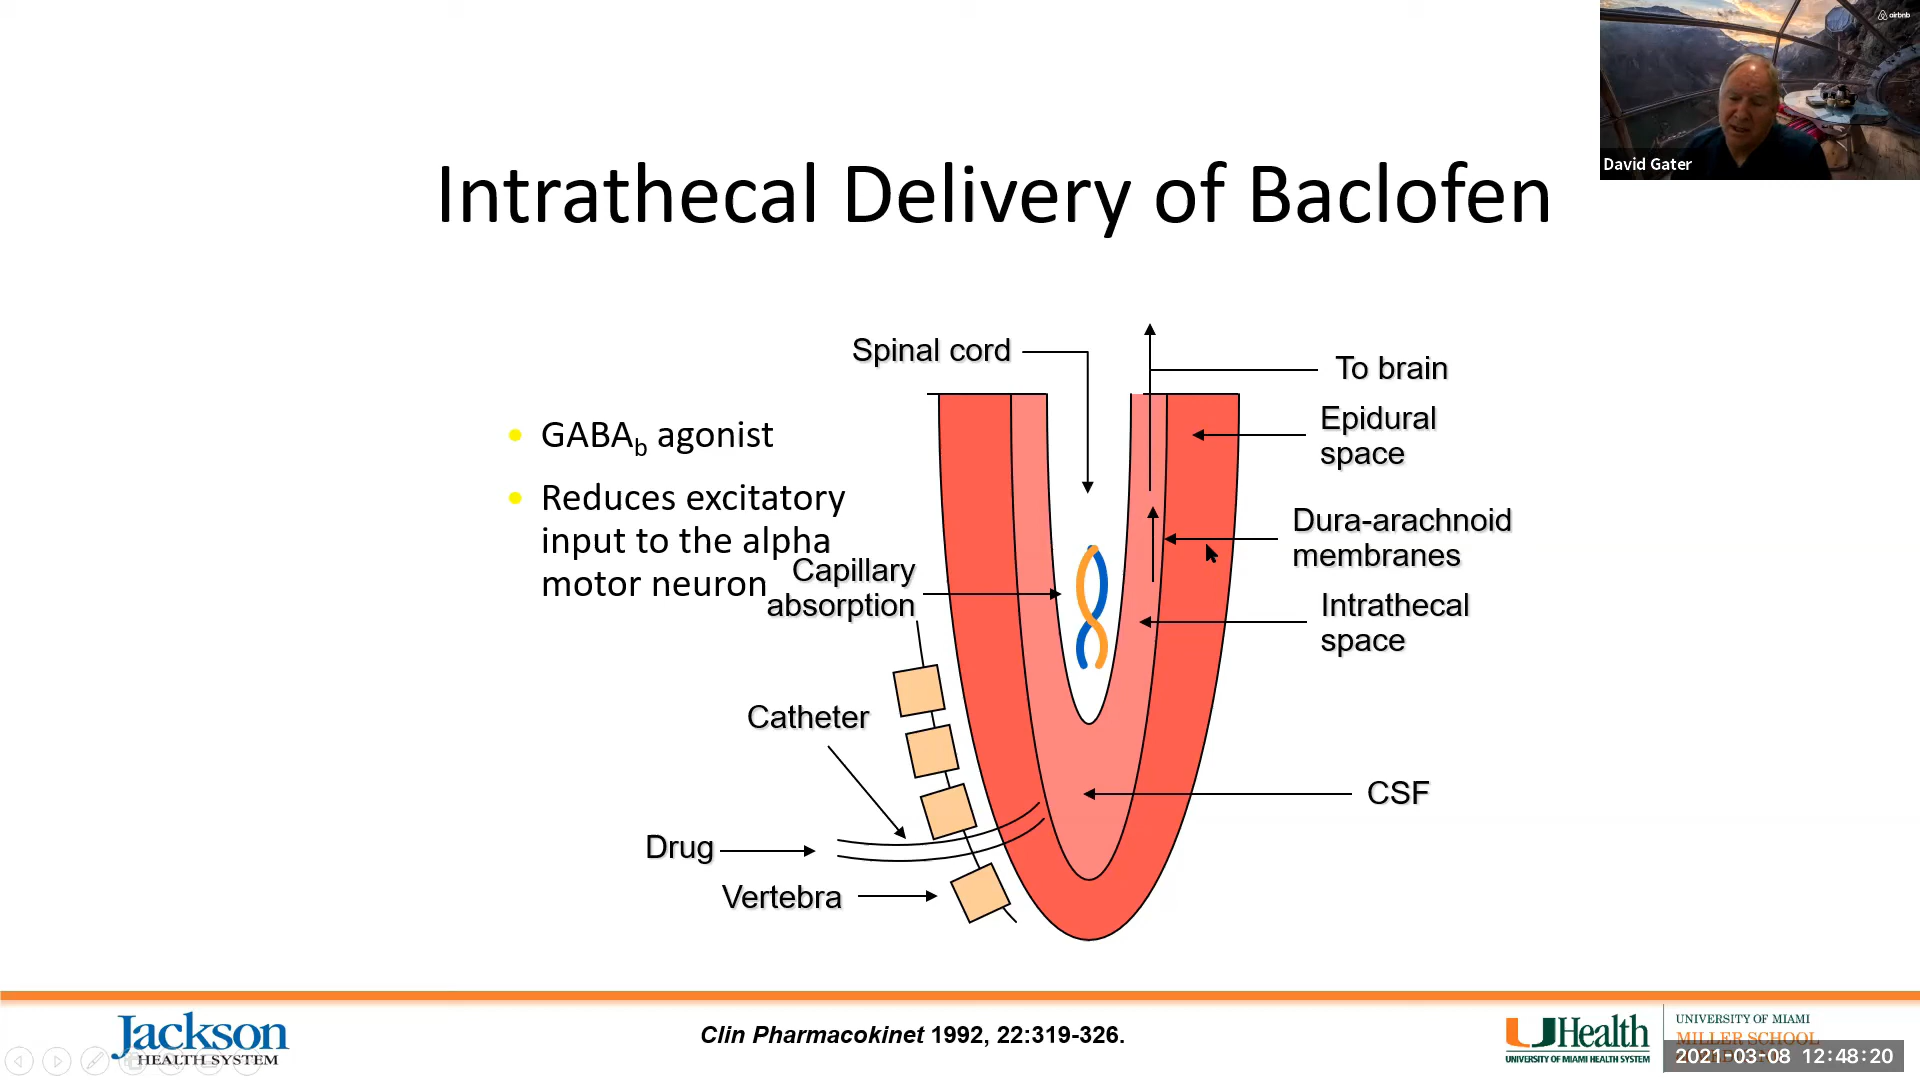 airbnb
David Gater
Intrathecal Delivery of Baclofen
Spinal cord
To brain
Epidural
space
• GABAb agonist
• Reduces excitatory
input to the alpha
motor neuron
Capillary
absorption
Dura-arachnoid
membranes
Intrathecal
space
Catheter
CSF
Drug
Vertebra
Jackson
HEALTH SYSTEM
Clin Pharmacokinet 1992, 22:319-326.
UHealth
UNIVERSITY OF MIAMI HEALTH SYSTEM
UNIVERSITY OF MIAMI
MILLER SCHOOL
2021-03-08 12:48:20